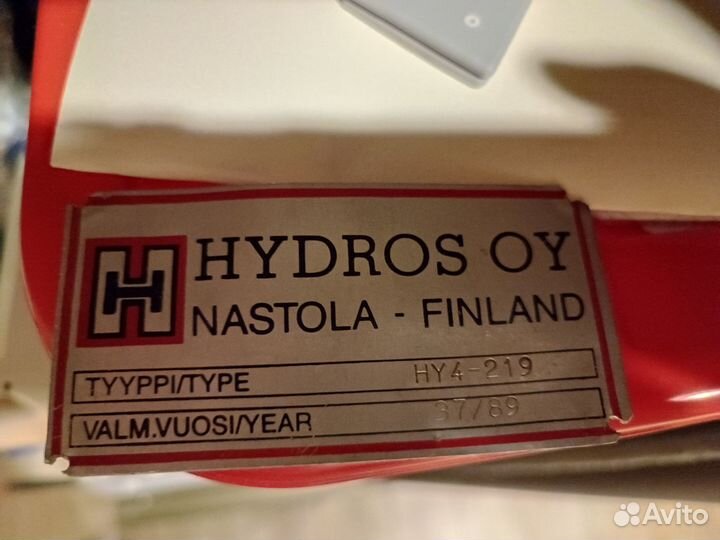 H HYDROS OY
NASTOLA - FINLAND
TYYPPI/TYPE HY4-219
VALM.VUOSI/YEAR 37/89
Avito